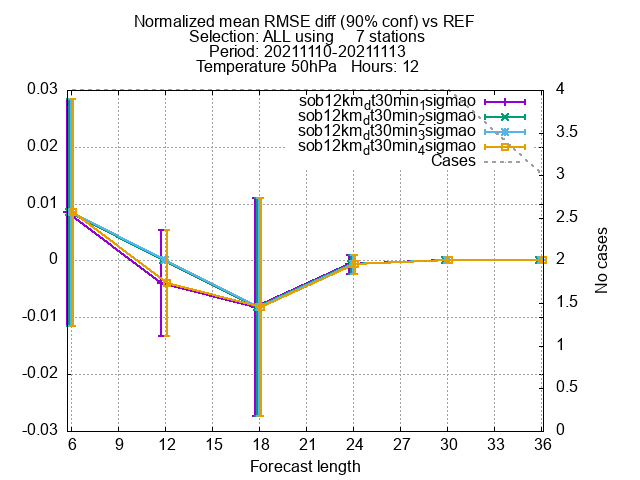 Normalized mean RMSE diff (90% conf) vs REF
Selection: ALL using 7 stations
Period: 20211110-20211113
Temperature 50hPa Hours: 12
sob12km_dt30min_1sigmao
sob12km_dt30min_2sigmao
sob12km_dt30min_3sigmao
sob12km_dt30min_4sigmao
Cases
0.03
0.02
0.01
0
-0.01
-0.02
-0.03
4
3.5
3
2.5
2
1.5
1
0.5
0
No cases
6 9 12 15 18 21 24 27 30 33 36
Forecast length